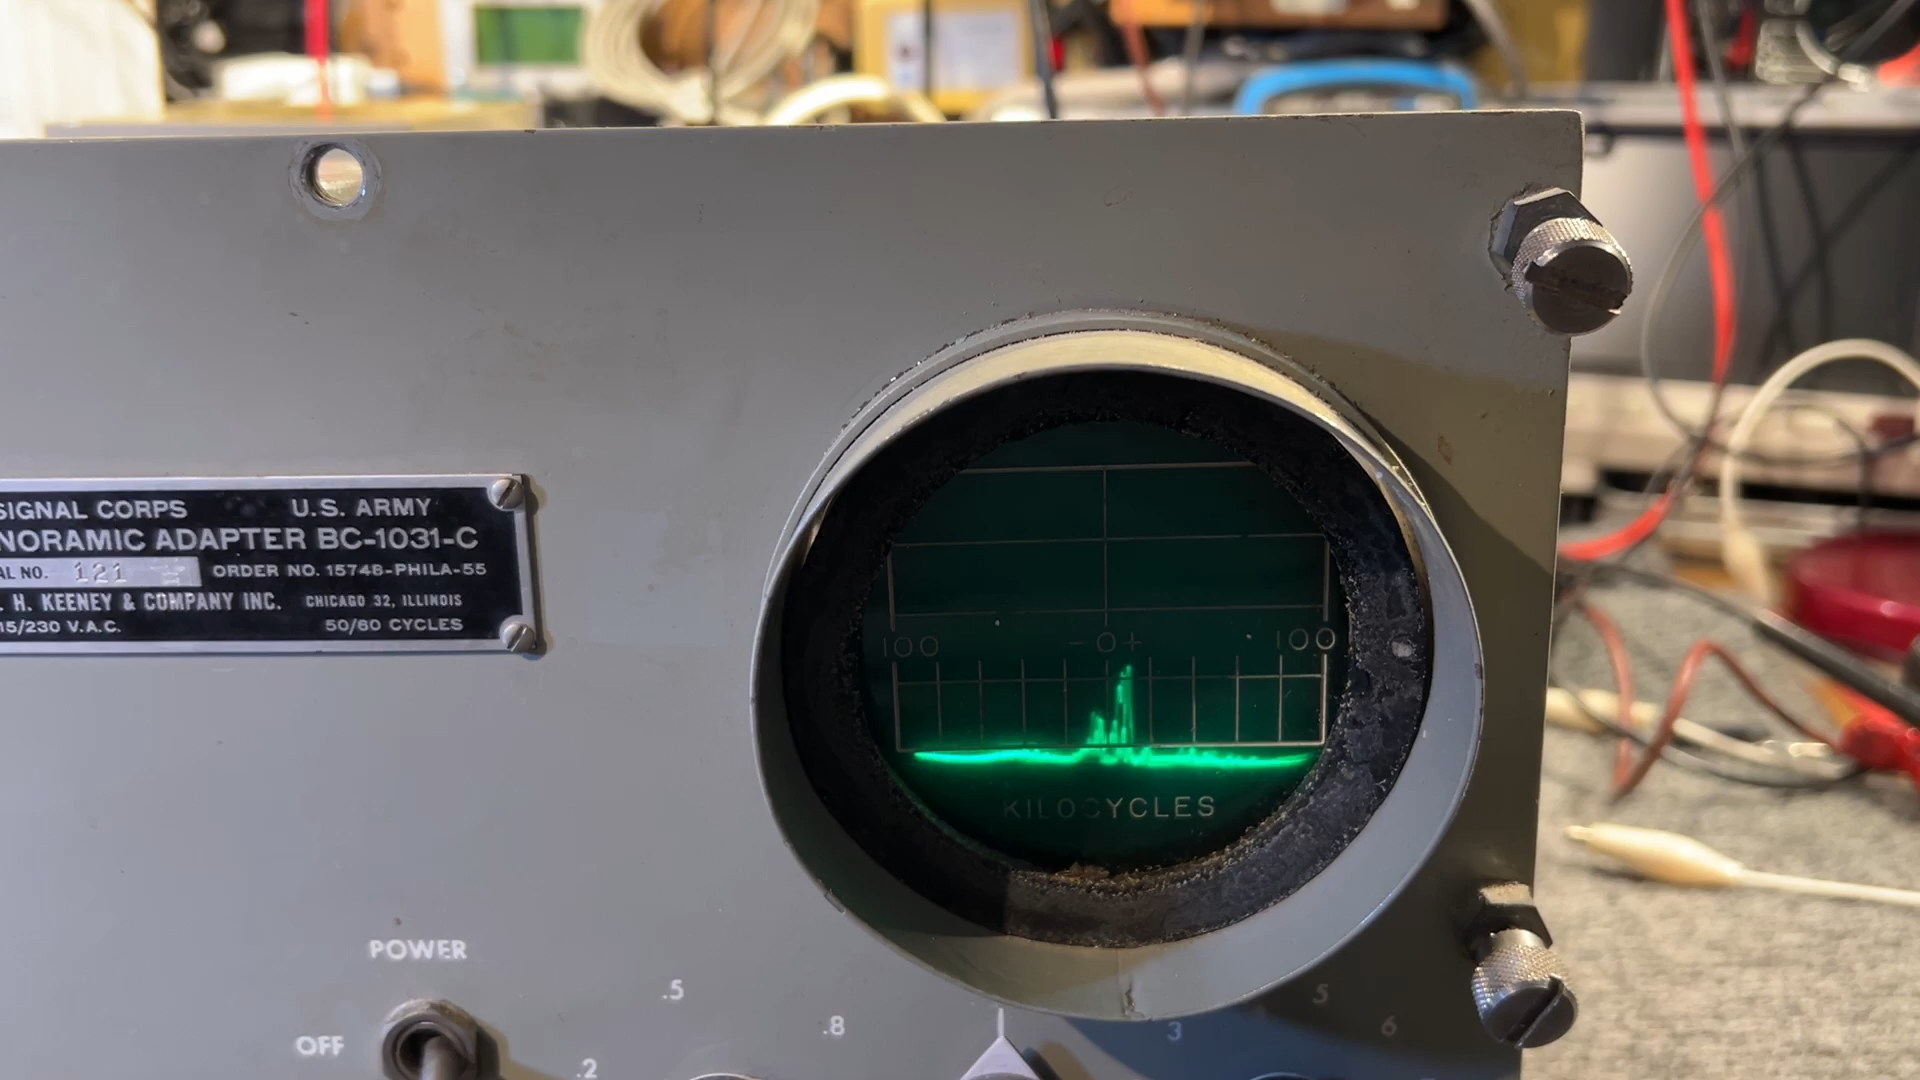 SIGNAL CORPS U.S. ARMY
NORAMIC ADAPTER BC-1031-C
AL NO. 121 ORDER NO. 15748-PHILA-55
. H. KEENEY & COMPANY INC. CHICAGO 32, ILLINOIS
15/230 V.A.C. 50/60 CYCLES
100 -0+ 100
KILOCYCLES
POWER
OFF
.2
.5
.8
3
5
6